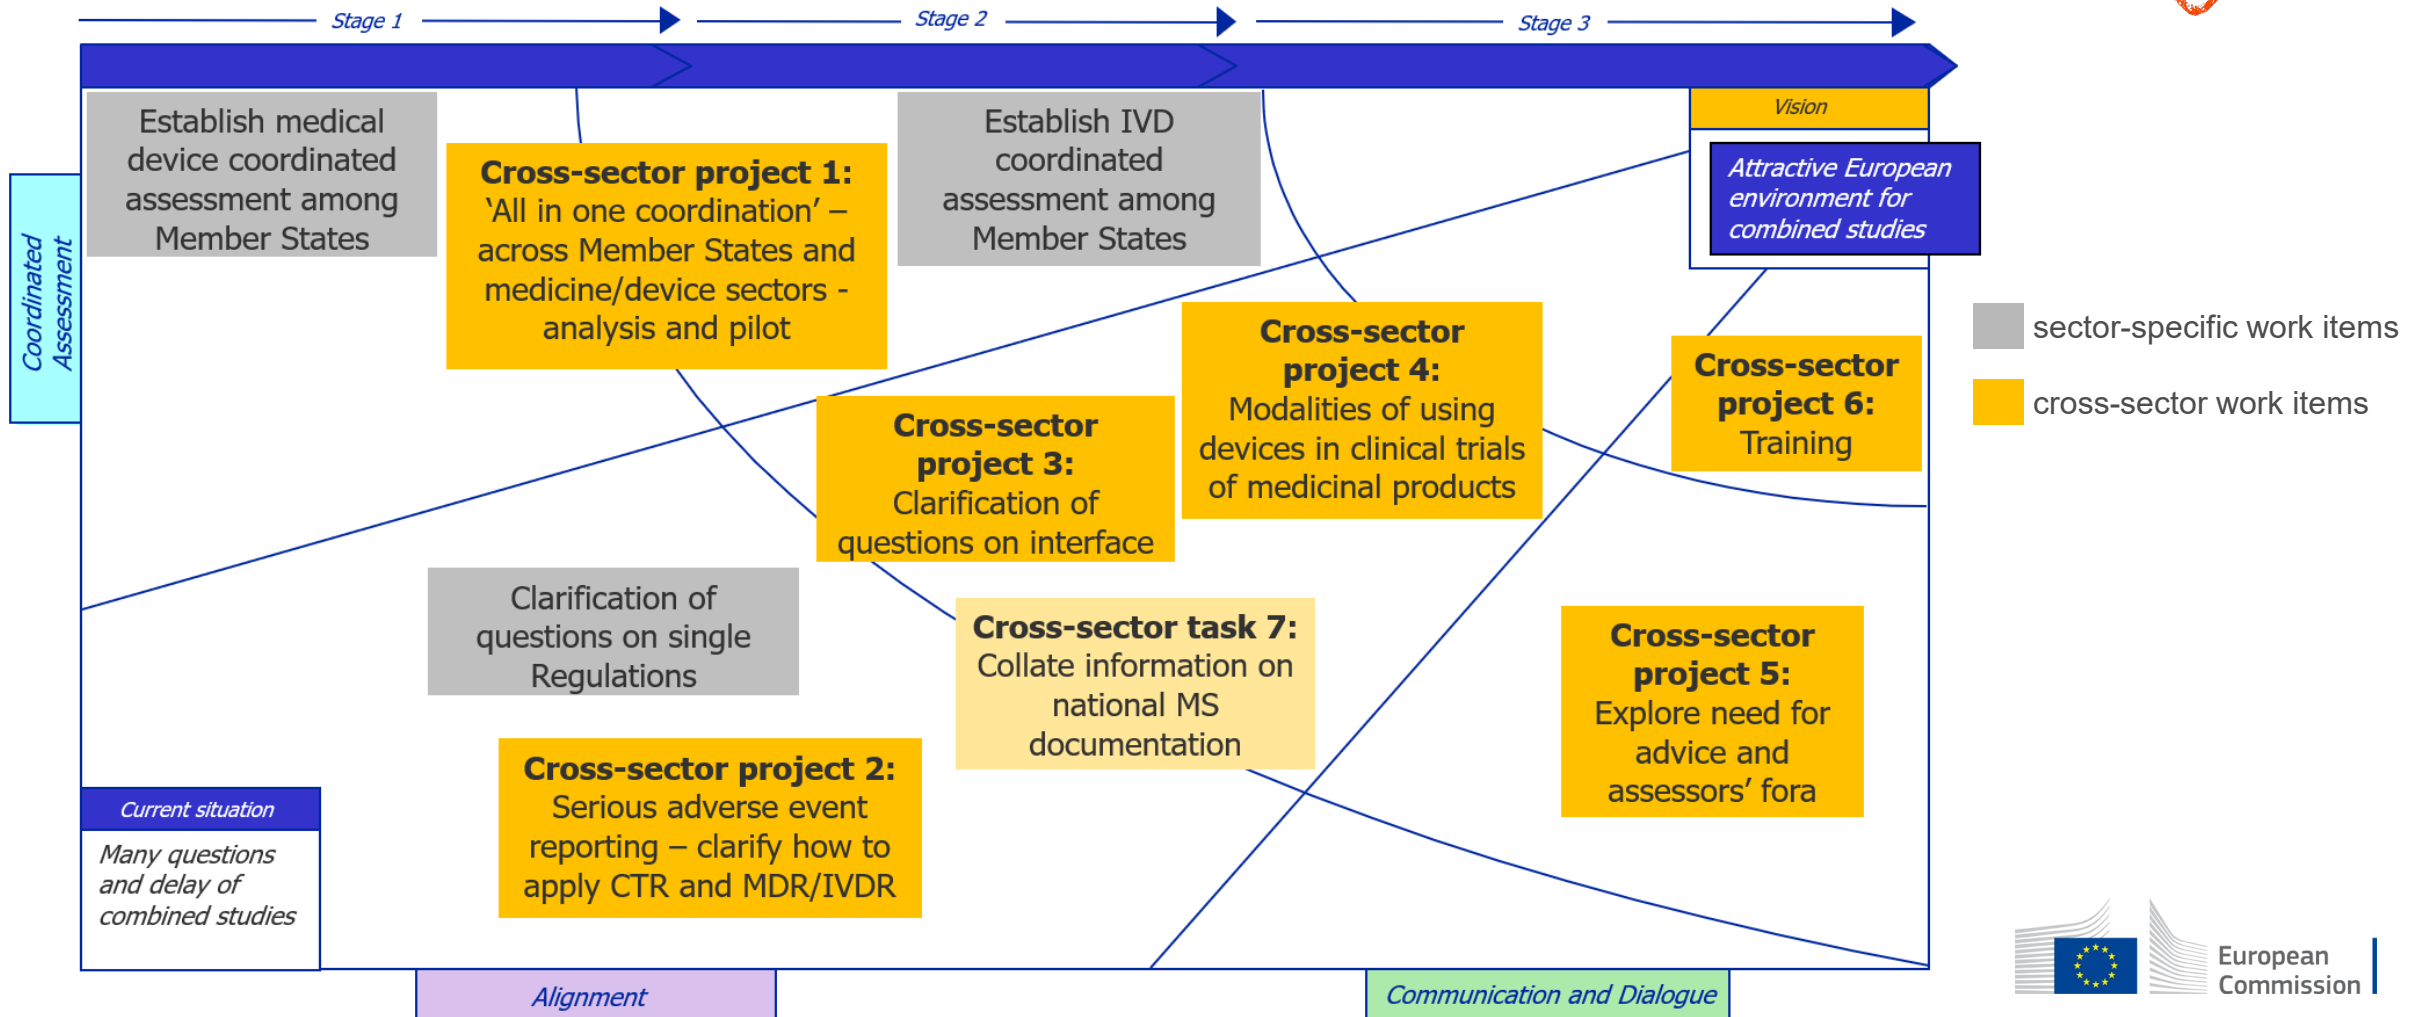 Stage 1
Stage 2
Stage 3
Establish medical
device coordinated
assessment among
Member States
Cross-sector project 1:
‘All in one coordination’ –
across Member States and
medicine/device sectors -
analysis and pilot
Establish IVD
coordinated
assessment among
Member States
Vision
Attractive European
environment for
combined studies
Coordinated
Assessment
Cross-sector
project 4:
Modalities of using
devices in clinical trials
of medicinal products
Cross-sector
project 6:
Training
sector-specific work items
cross-sector work items
Cross-sector
project 3:
Clarification of
questions on interface
Clarification of
questions on single
Regulations
Cross-sector task 7:
Collate information on
national MS
documentation
Cross-sector
project 5:
Explore need for
advice and
assessors’ fora
Cross-sector project 2:
Serious adverse event
reporting – clarify how to
apply CTR and MDR/IVDR
Current situation
Many questions
and delay of
combined studies
Alignment
Communication and Dialogue
European
Commission